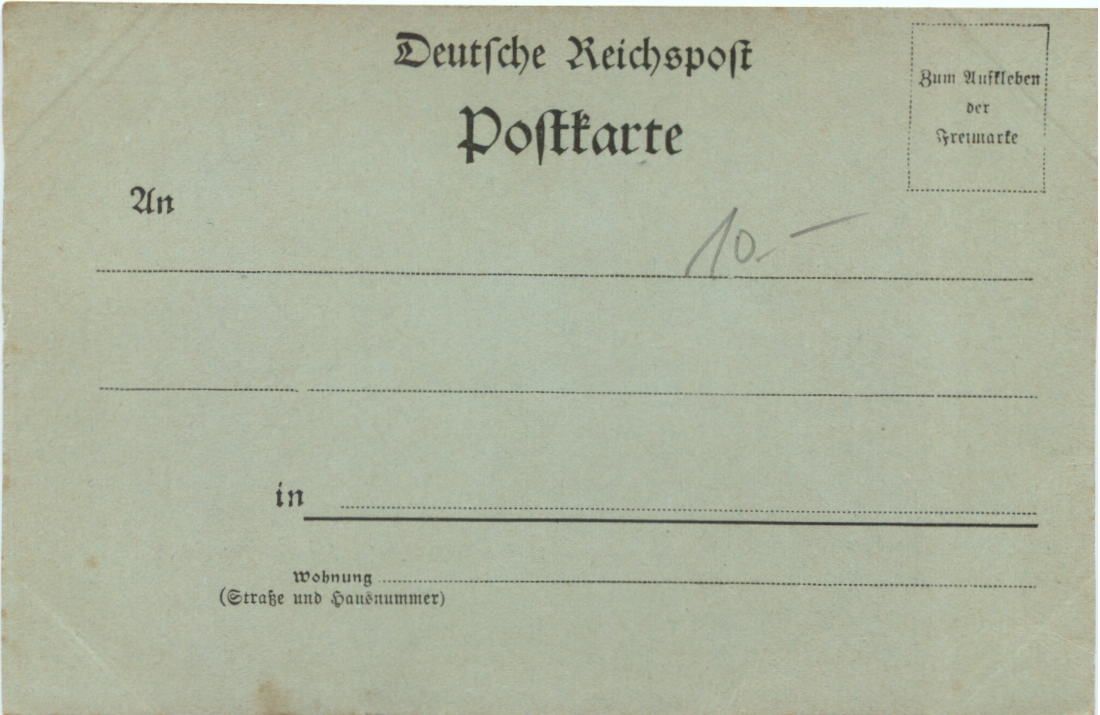 Deutsche Reichspost
Postkarte
Zum Aufkleben
der
Freimarke
An
10.-
in
Wohnung
(Straße und Hausnummer)